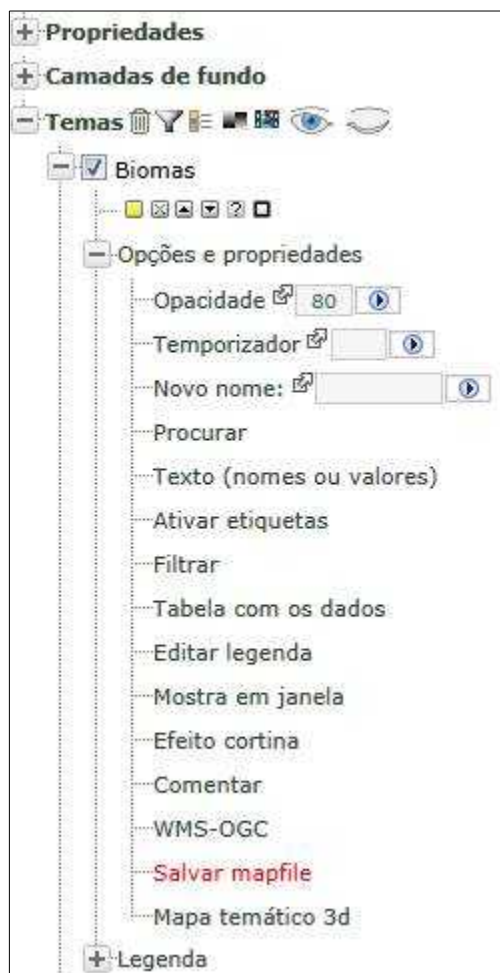 Propriedades
Camadas de fundo
Temas
Biomas
Opções e propriedades
Opacidade 80
Temporizador
Novo nome:
Procurar
Texto (nomes ou valores)
Ativar etiquetas
Filtrar
Tabela com os dados
Editar legenda
Mostra em janela
Efeito cortina
Comentar
WMS-OGC
Salvar mapfile
Mapa temático 3d
Legenda